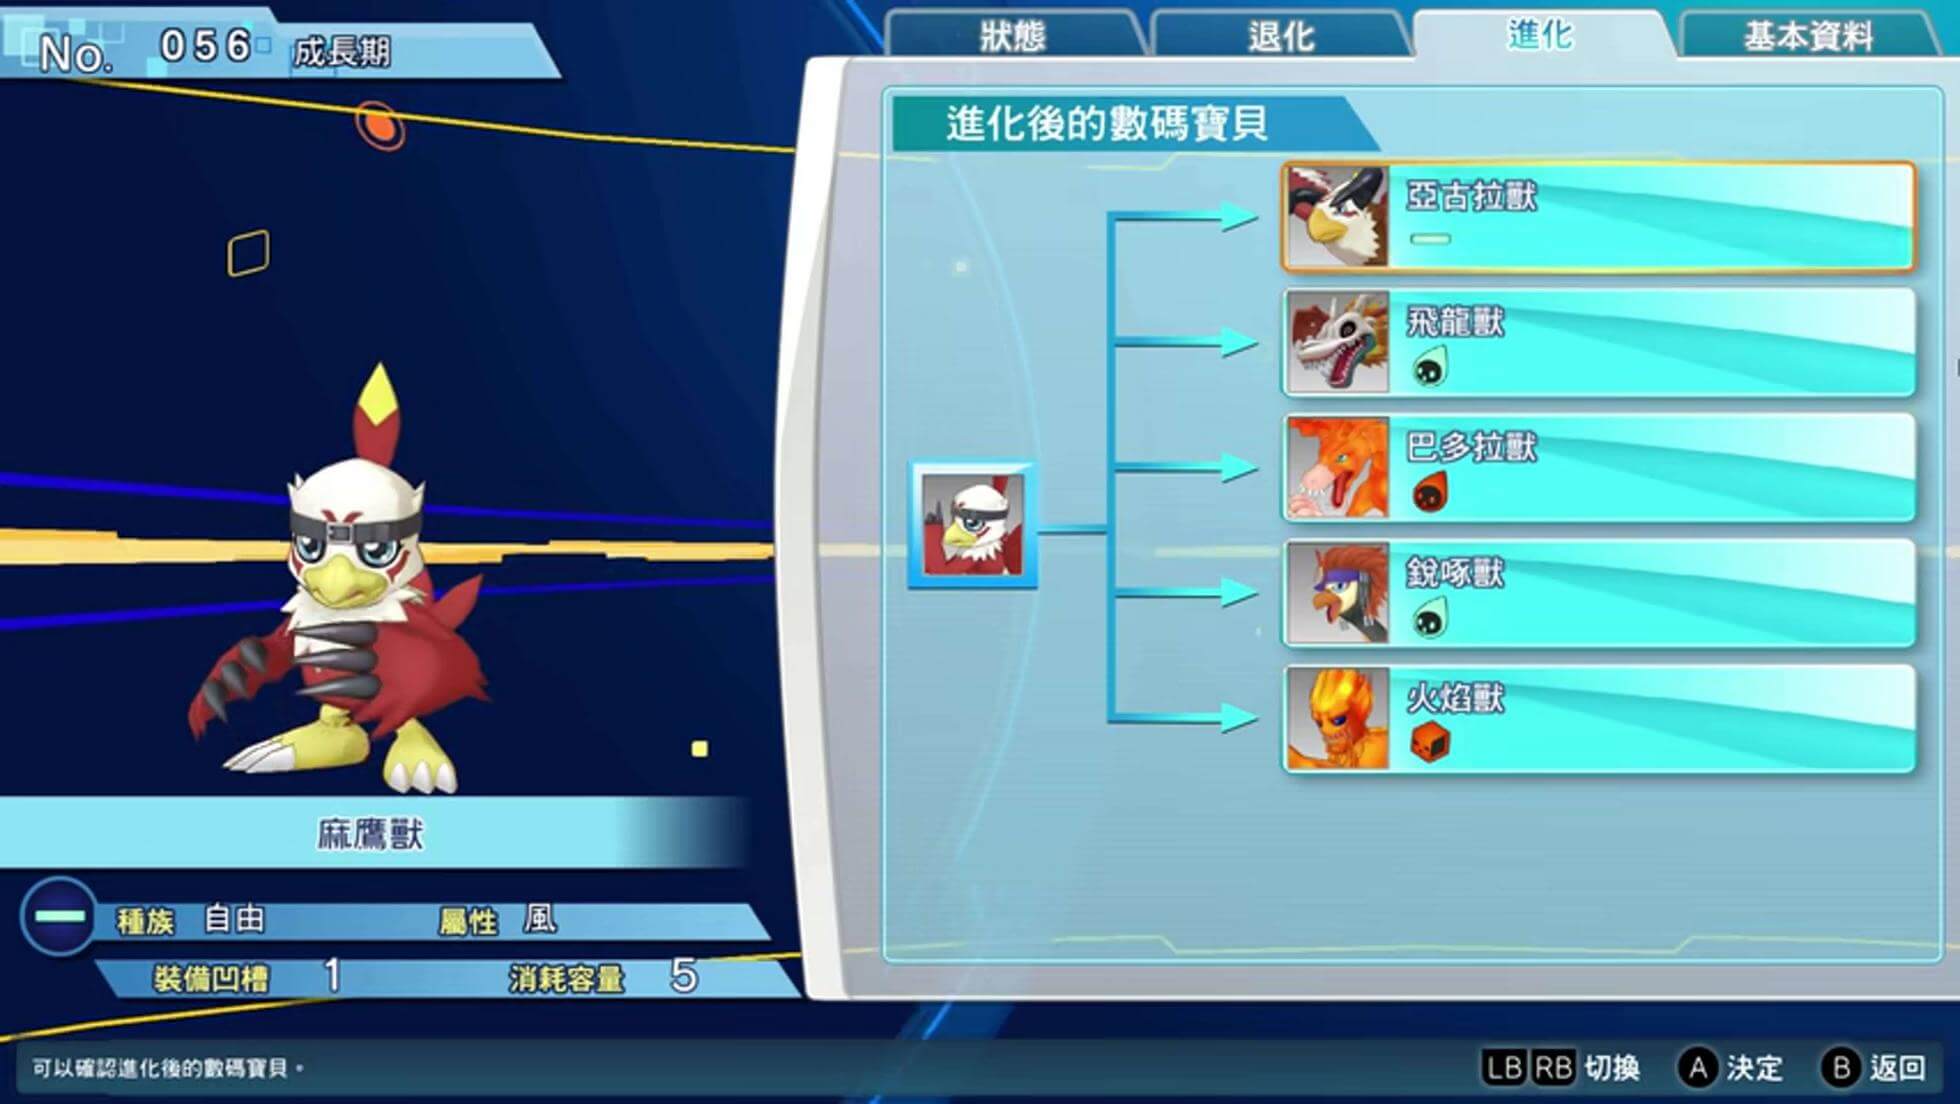 No. 056 成長期
狀態 退化 進化 基本資料
進化後的數碼寶貝
亞古拉獸
飛龍獸
巴多拉獸
銳啄獸
火焰獸
麻鷹獸
種族 自由 屬性 風
裝備凹槽 1 消耗容量 5
可以確認進化後的數碼寶貝。
LB RB 切換 A 決定 B 返回